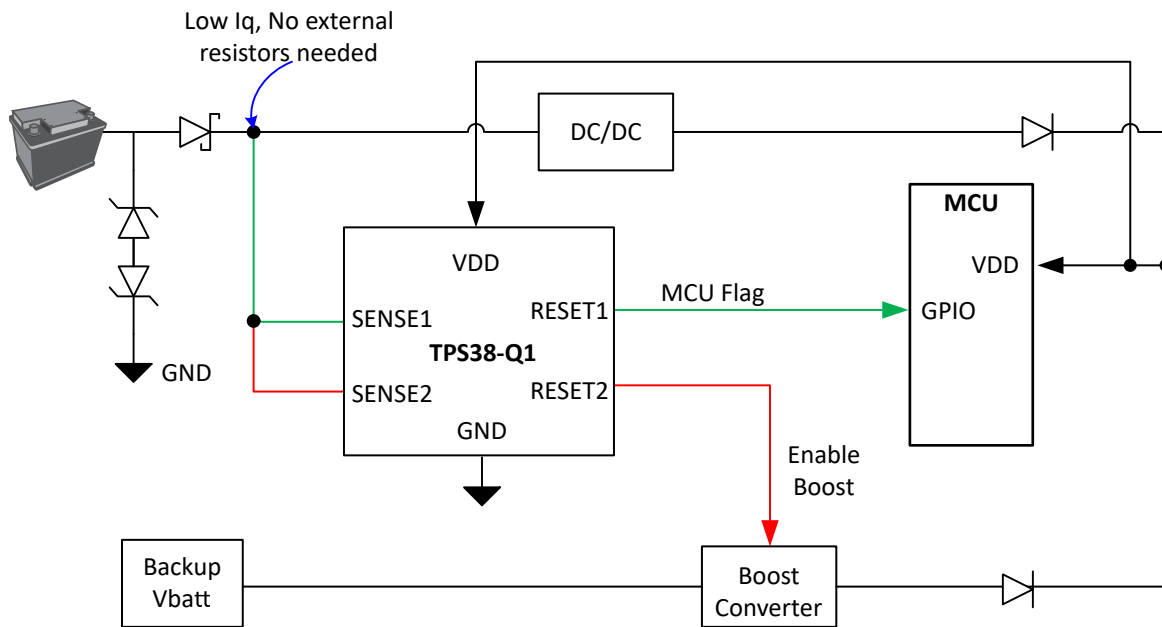 Low Iq, No external
resistors needed
DC/DC
MCU
VDD
VDD
MCU Flag
RESET1
GPIO
SENSE1
TPS38-Q1
GND
SENSE2
RESET2
GND
Enable
Boost
Backup
Vbatt
Boost
Converter